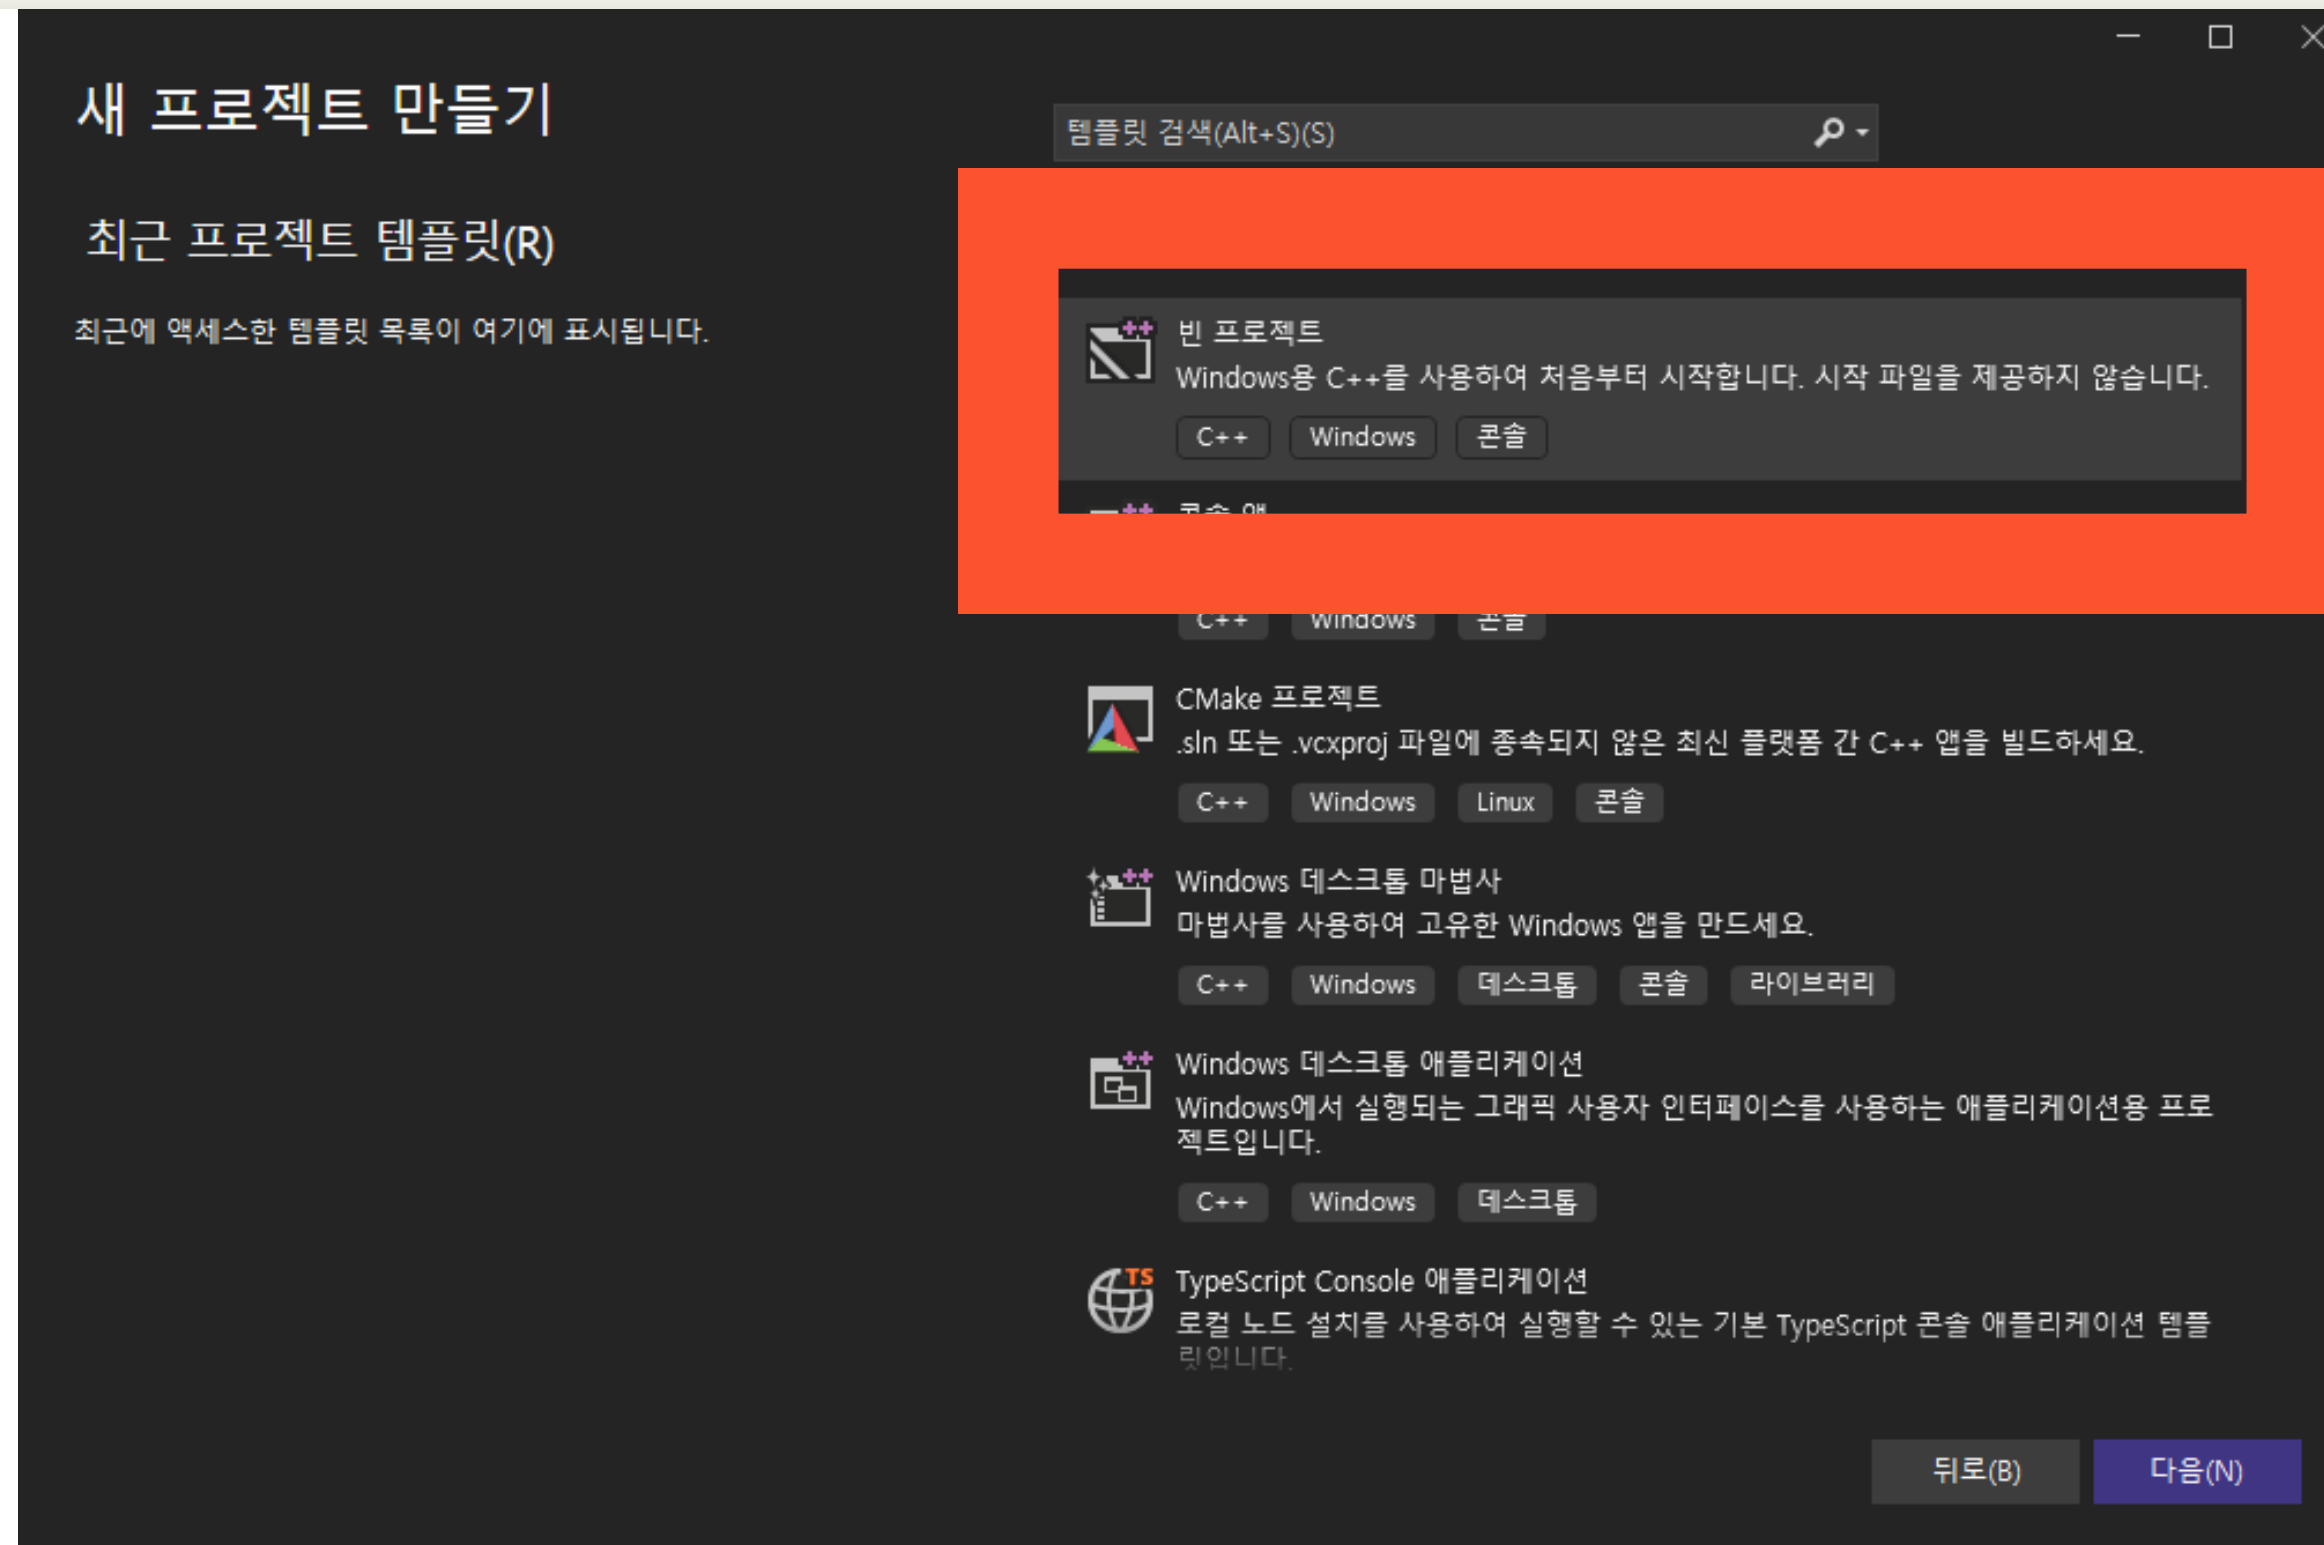 새 프로젝트 만들기
템플릿 검색(Alt+S)(S)
최근 프로젝트 템플릿(R)
최근에 액세스한 템플릿 목록이 여기에 표시됩니다.
빈 프로젝트
Windows용 C++를 사용하여 처음부터 시작합니다. 시작 파일을 제공하지 않습니다.
C++ Windows 콘솔
콘솔 앱
C++ Windows 콘솔
CMake 프로젝트
.sln 또는 .vcxproj 파일에 종속되지 않은 최신 플랫폼 간 C++ 앱을 빌드하세요.
C++ Windows Linux 콘솔
Windows 데스크톱 마법사
마법사를 사용하여 고유한 Windows 앱을 만드세요.
C++ Windows 데스크톱 콘솔 라이브러리
Windows 데스크톱 애플리케이션
Windows에서 실행되는 그래픽 사용자 인터페이스를 사용하는 애플리케이션용 프로
젝트입니다.
C++ Windows 데스크톱
TS
TypeScript Console 애플리케이션
로컬 노드 설치를 사용하여 실행할 수 있는 기본 TypeScript 콘솔 애플리케이션 템플
릿입니다.
뒤로(B) 다음(N)